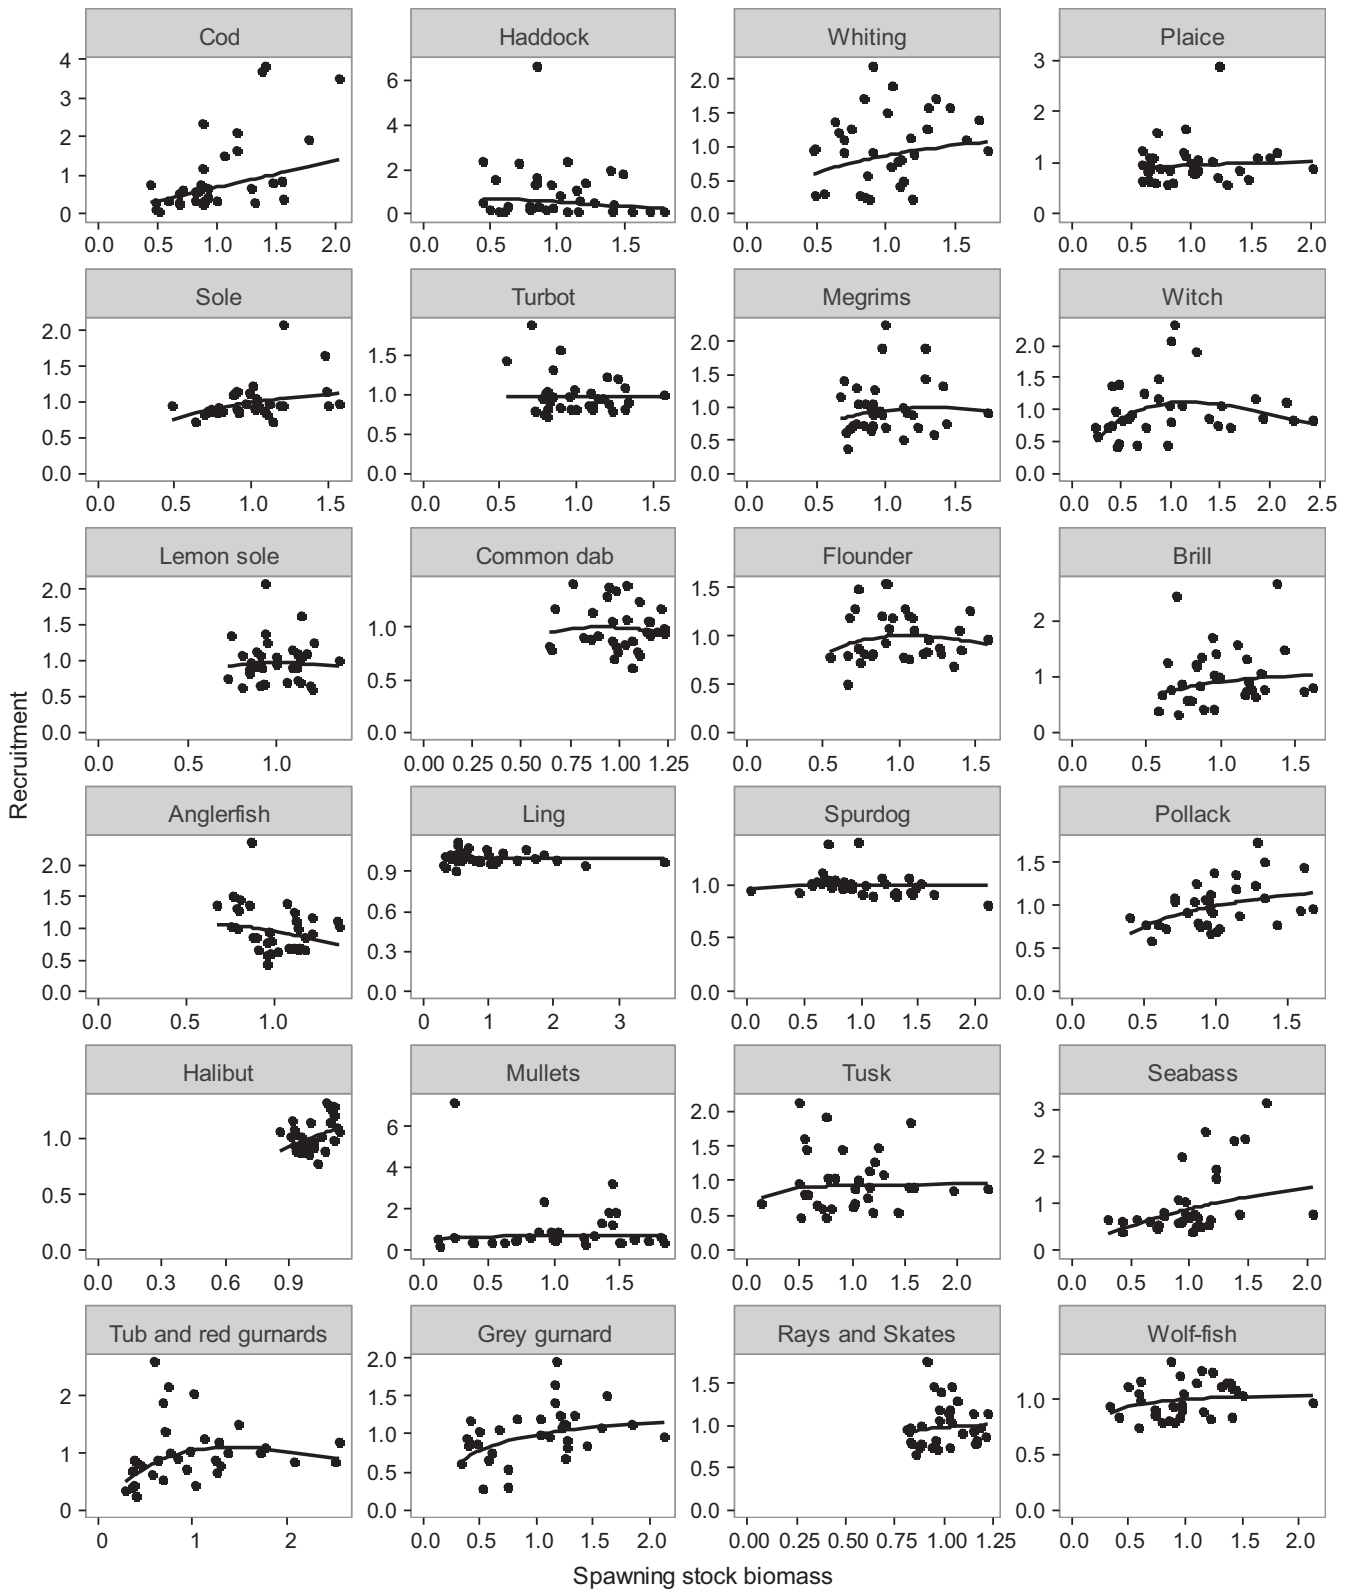 Cod Haddock Whiting Plaice
4 3 2 1 0
6 4 2 0
2.0 1.5 1.0 0.5 0.0
3 2 1 0
0.0 0.5 1.0 1.5 2.0
0.0 0.5 1.0 1.5
0.0 0.5 1.0 1.5
0.0 0.5 1.0 1.5 2.0
Sole Turbot Megrims Witch
2.0 1.5 1.0 0.5 0.0
1.5 1.0 0.5 0.0
2.0 1.5 1.0 0.5 0.0
2.0 1.5 1.0 0.5 0.0
0.0 0.5 1.0 1.5
0.0 0.5 1.0 1.5
0.0 0.5 1.0 1.5
0.0 0.5 1.0 1.5 2.0 2.5
Lemon sole Common dab Flounder Brill
2.0 1.5 1.0 0.5 0.0
1.0 0.5 0.0
1.5 1.0 0.5 0.0
2 1 0
0.0 0.5 1.0
0.00 0.25 0.50 0.75 1.00 1.25
0.0 0.5 1.0 1.5
0.0 0.5 1.0 1.5
Recruitment
Anglerfish Ling Spurdog Pollack
2.0 1.5 1.0 0.5 0.0
0.9 0.6 0.3 0.0
1.0 0.5 0.0
1.5 1.0 0.5 0.0
0.0 0.5 1.0
0 1 2 3
0.0 0.5 1.0 1.5 2.0
0.0 0.5 1.0 1.5
Halibut Mullets Tusk Seabass
1.0 0.5 0.0
6 4 2 0
2.0 1.5 1.0 0.5 0.0
3 2 1 0
0.0 0.3 0.6 0.9
0.0 0.5 1.0 1.5
0.0 0.5 1.0 1.5 2.0
0.0 0.5 1.0 1.5 2.0
Tub and red gurnards Grey gurnard Rays and Skates Wolf-fish
2 1 0
2.0 1.5 1.0 0.5 0.0
1.5 1.0 0.5 0.0
1.0 0.5 0.0
0 1 2
0.0 0.5 1.0 1.5 2.0
0.00 0.25 0.50 0.75 1.00 1.25
0.0 0.5 1.0 1.5 2.0
Spawning stock biomass